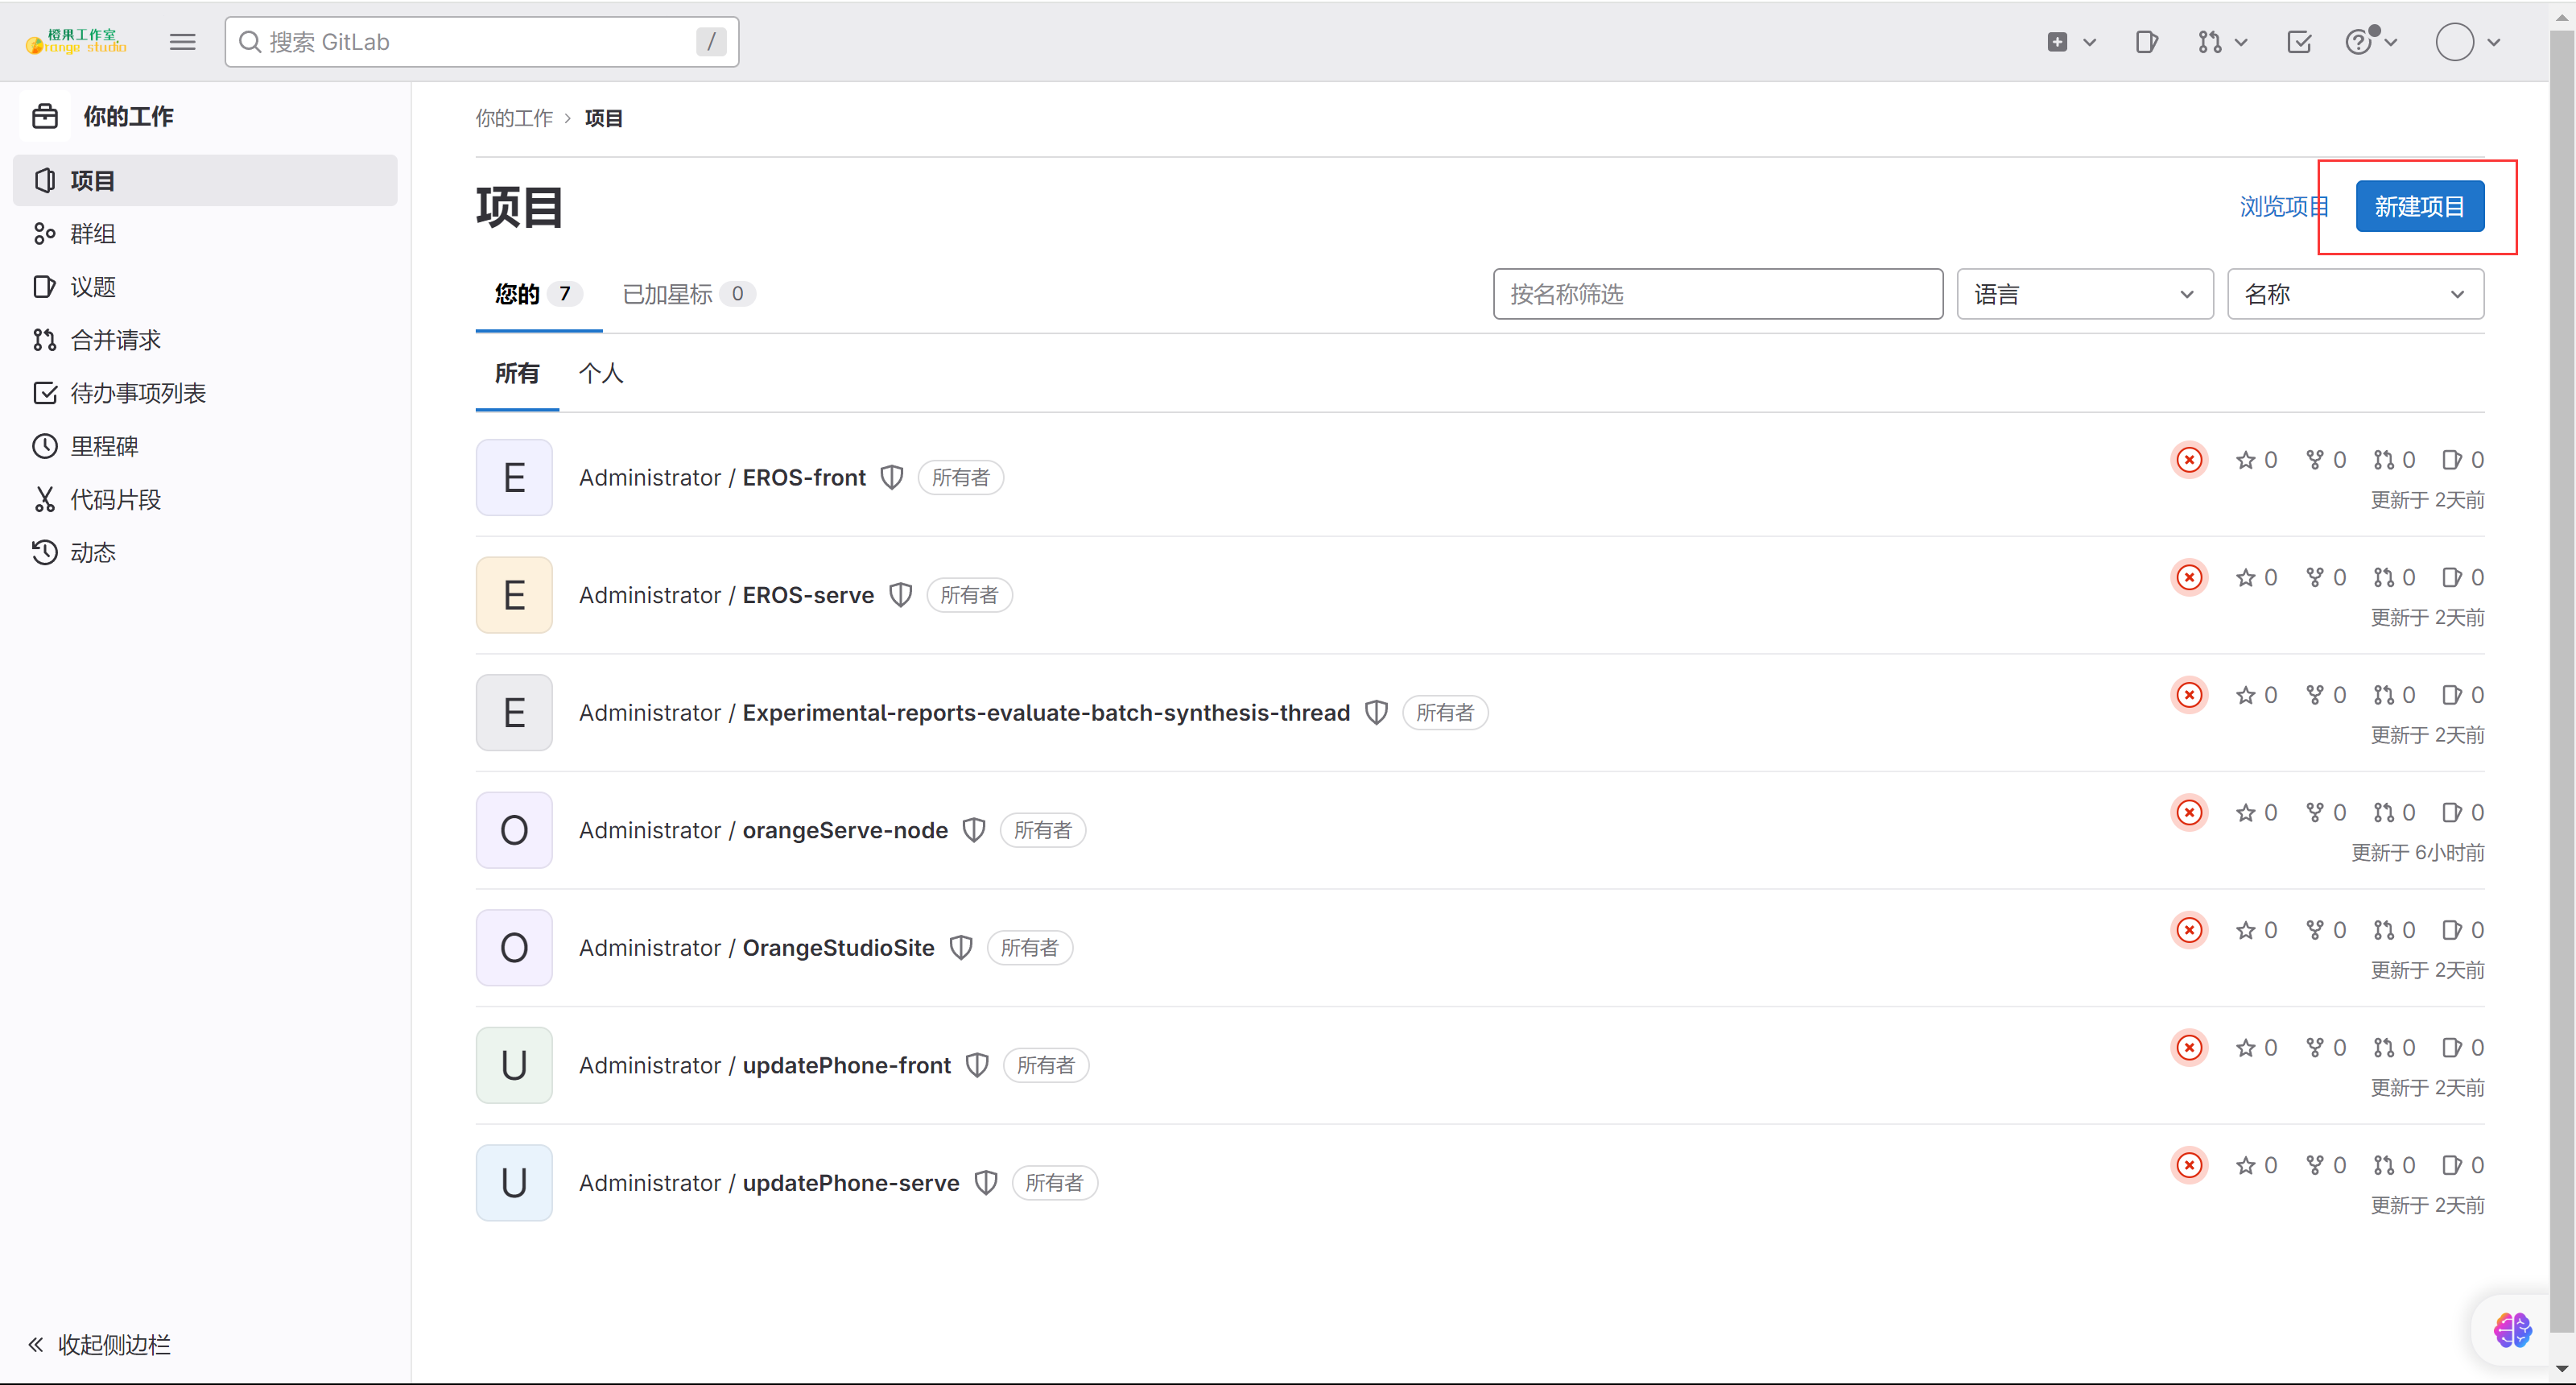 橙果工作室
Orange studio
搜索 GitLab
/
你的工作
项目
群组
议题
合并请求
待办事项列表
里程碑
代码片段
动态
收起侧边栏
你的工作 › 项目
项目
浏览项目
新建项目
您的 7
已加星标 0
按名称筛选
语言
名称
所有
个人
E
Administrator / EROS-front
所有者
0 0 0 0
更新于 2天前
E
Administrator / EROS-serve
所有者
0 0 0 0
更新于 2天前
E
Administrator / Experimental-reports-evaluate-batch-synthesis-thread
所有者
0 0 0 0
更新于 2天前
O
Administrator / orangeServe-node
所有者
0 0 0 0
更新于 6小时前
O
Administrator / OrangeStudioSite
所有者
0 0 0 0
更新于 2天前
U
Administrator / updatePhone-front
所有者
0 0 0 0
更新于 2天前
U
Administrator / updatePhone-serve
所有者
0 0 0 0
更新于 2天前